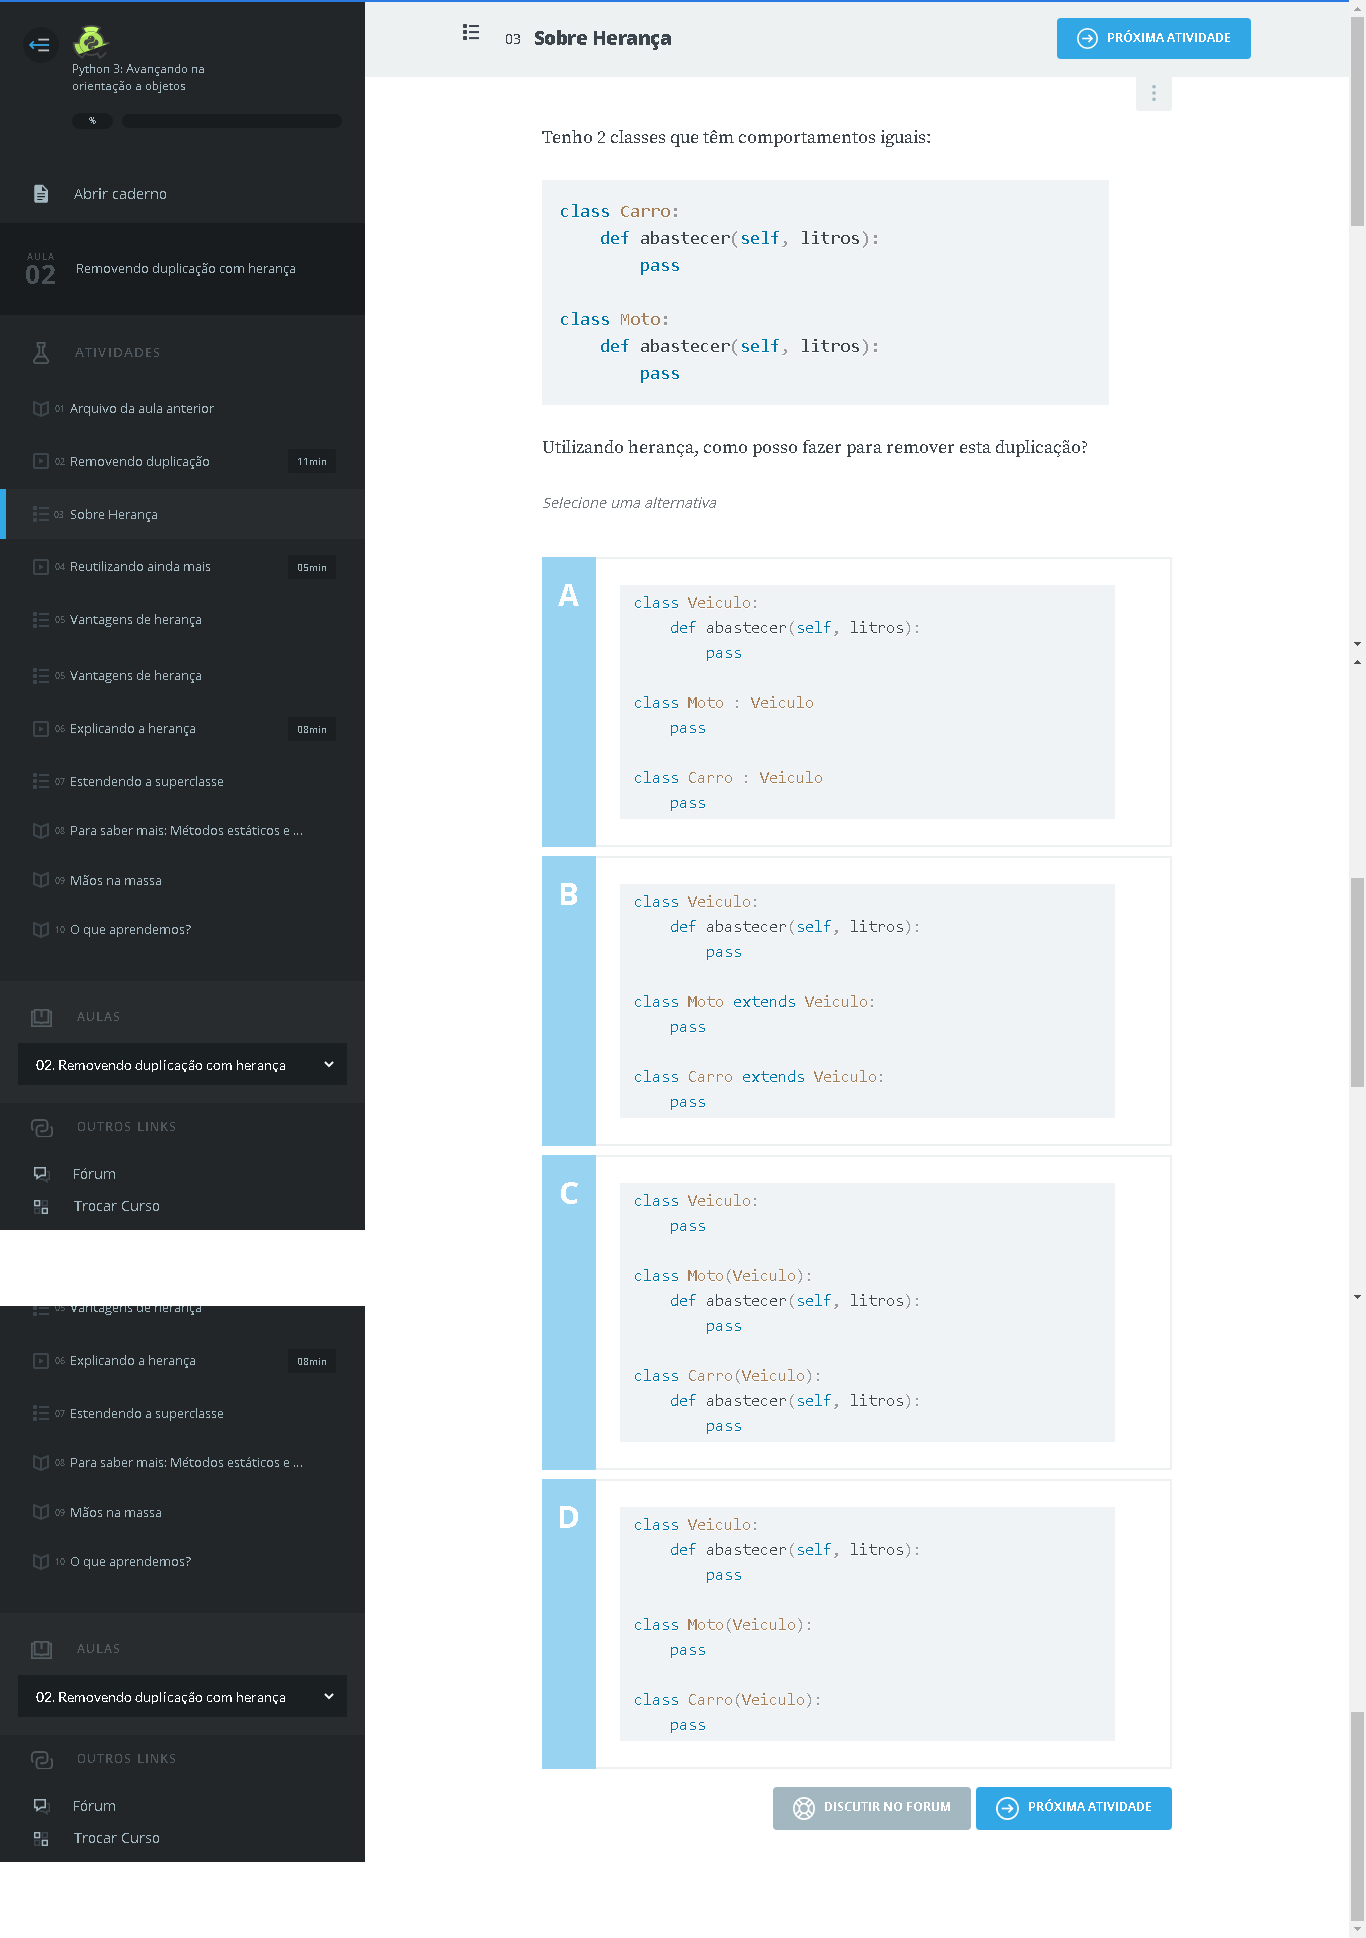 Python 3: Avançando na
orientação a objetos
%
Abrir caderno
AULA
02
Removendo duplicação com herança
ATIVIDADES
01 Arquivo da aula anterior
02 Removendo duplicação 11min
03 Sobre Herança
04 Reutilizando ainda mais 05min
05 Vantagens de herança
05 Vantagens de herança
06 Explicando a herança 08min
07 Estendendo a superclasse
08 Para saber mais: Métodos estáticos e ...
09 Mãos na massa
10 O que aprendemos?
AULAS
02. Removendo duplicação com herança
OUTROS LINKS
Fórum
Trocar Curso
05 Vantagens de herança
06 Explicando a herança 08min
07 Estendendo a superclasse
08 Para saber mais: Métodos estáticos e ...
09 Mãos na massa
10 O que aprendemos?
AULAS
02. Removendo duplicação com herança
OUTROS LINKS
Fórum
Trocar Curso
03 Sobre Herança
PRÓXIMA ATIVIDADE
Tenho 2 classes que têm comportamentos iguais:
class Carro:
    def abastecer(self, litros):
        pass
class Moto:
    def abastecer(self, litros):
        pass
Utilizando herança, como posso fazer para remover esta duplicação?
Selecione uma alternativa
A
class Veiculo:
    def abastecer(self, litros):
        pass
class Moto : Veiculo
    pass
class Carro : Veiculo
    pass
B
class Veiculo:
    def abastecer(self, litros):
        pass
class Moto extends Veiculo:
    pass
class Carro extends Veiculo:
    pass
C
class Veiculo:
    pass
class Moto(Veiculo):
    def abastecer(self, litros):
        pass
class Carro(Veiculo):
    def abastecer(self, litros):
        pass
D
class Veiculo:
    def abastecer(self, litros):
        pass
class Moto(Veiculo):
    pass
class Carro(Veiculo):
    pass
DISCUTIR NO FORUM
PRÓXIMA ATIVIDADE